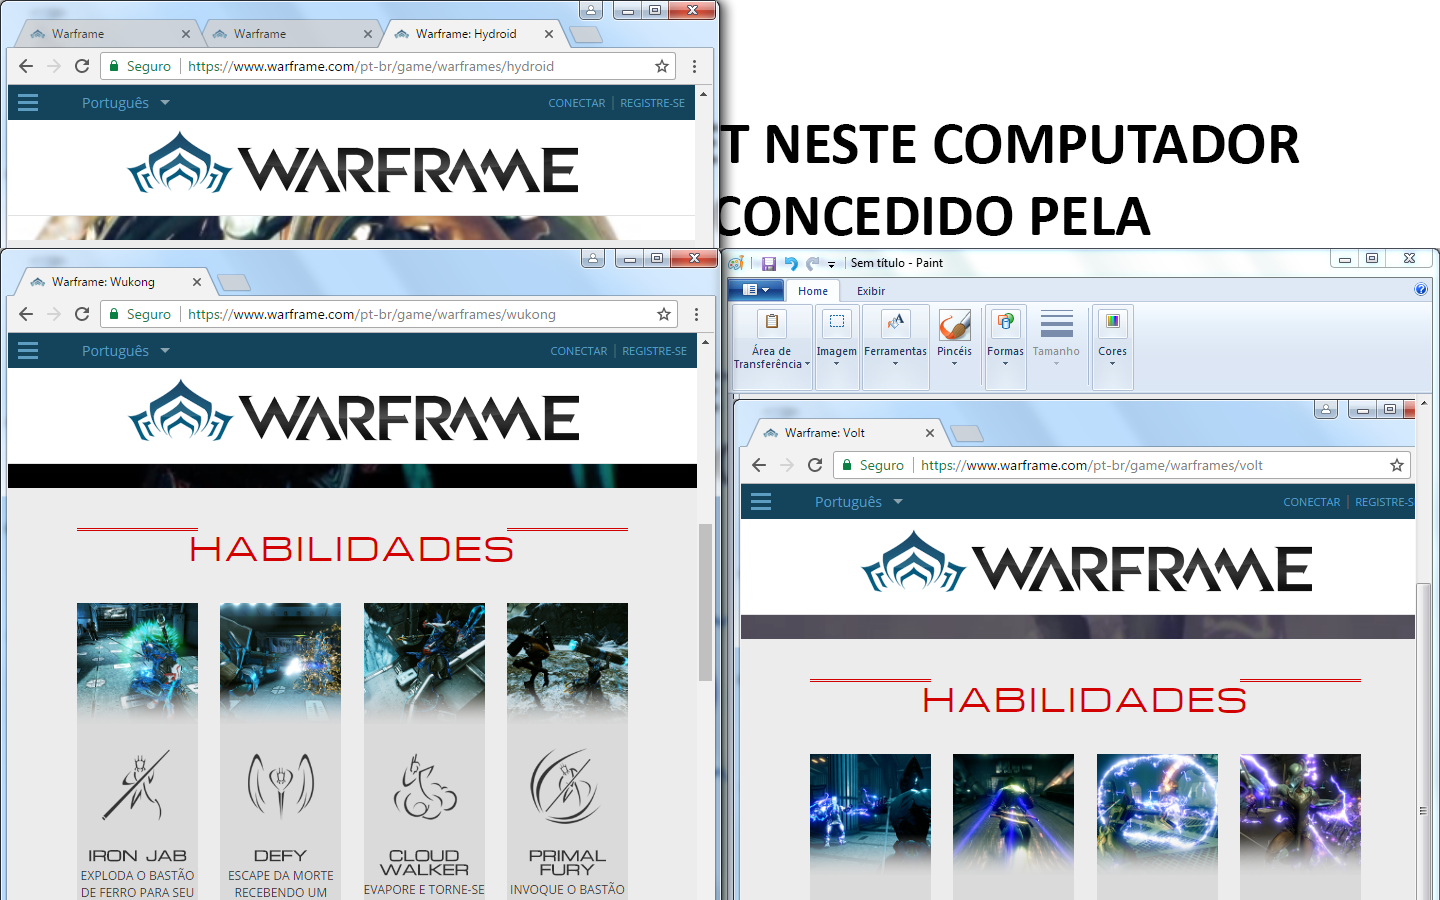 Warframe
Warframe
Warframe: Hydroid
Seguro
https://www.warframe.com/pt-br/game/warframes/hydroid
Português
CONECTAR
REGISTRE-SE
WARFRAME
T NESTE COMPUTADOR
CONCEDIDO PELA
Warframe: Wukong
Seguro
https://www.warframe.com/pt-br/game/warframes/wukong
Português
CONECTAR
REGISTRE-SE
WARFRAME
HABILIDADES
IRON JAB
EXPLODA O BASTÃO
DE FERRO PARA SEU
DEFY
ESCAPE DA MORTE
RECEBENDO UM
CLOUD
WALKER
EVAPORE E TORNE-SE
PRIMAL
FURY
INVOQUE O BASTÃO
Sem título - Paint
Home
Exibir
Área de
Transferência
Imagem
Ferramentas
Pincéis
Formas
Tamanho
Cores
Warframe: Volt
Seguro
https://www.warframe.com/pt-br/game/warframes/volt
Português
CONECTAR
REGISTRE-S
WARFRAME
HABILIDADES